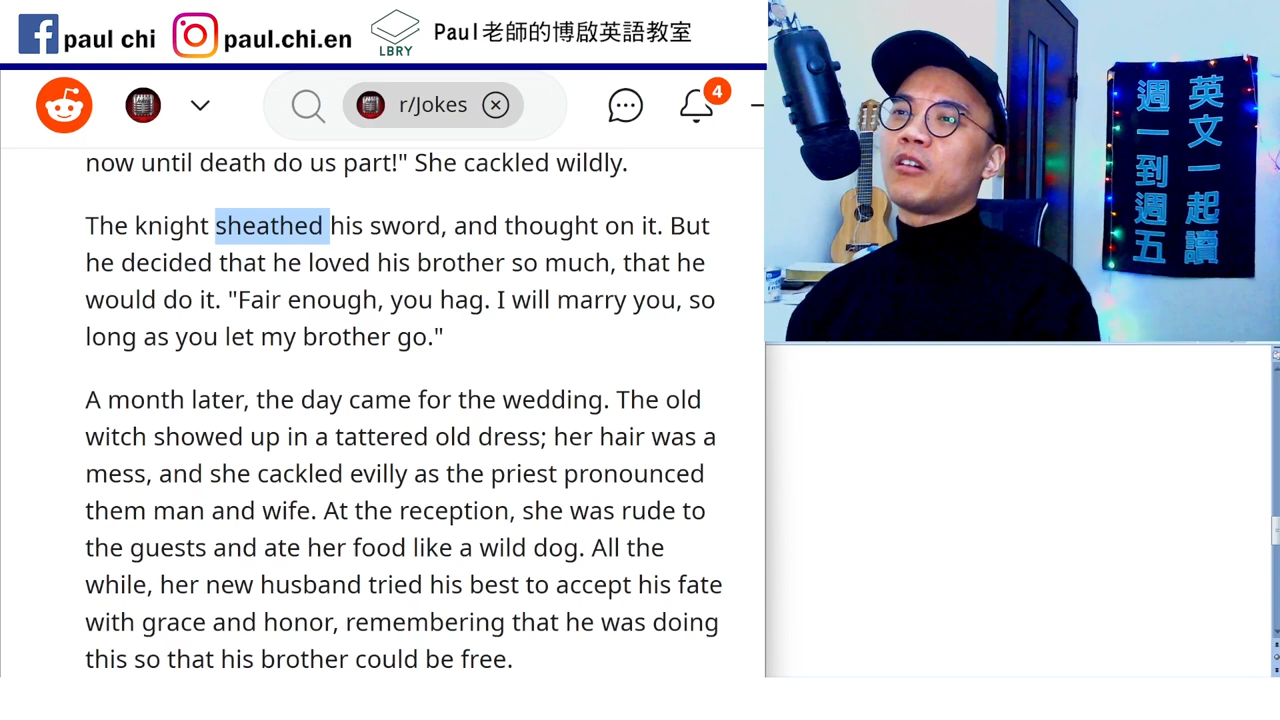 paul chi
paul.chi.en
LBRY
Paul老師的博啟英語教室
r/Jokes
4
now until death do us part!" She cackled wildly.
The knight sheathed his sword, and thought on it. But
he decided that he loved his brother so much, that he
would do it. "Fair enough, you hag. I will marry you, so
long as you let my brother go."
A month later, the day came for the wedding. The old
witch showed up in a tattered old dress; her hair was a
mess, and she cackled evilly as the priest pronounced
them man and wife. At the reception, she was rude to
the guests and ate her food like a wild dog. All the
while, her new husband tried his best to accept his fate
with grace and honor, remembering that he was doing
this so that his brother could be free.
英文一起讀
週一到週五